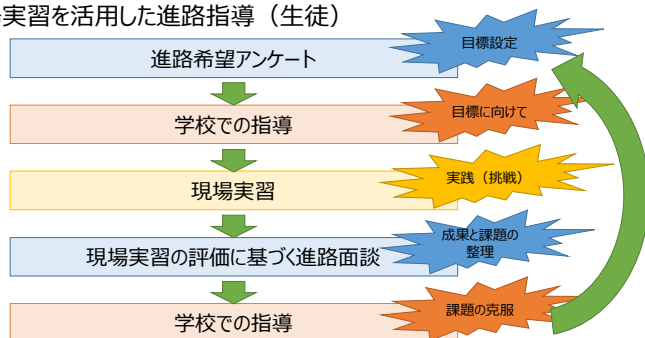 場実習を活用した進路指導（生徒）
進路希望アンケート
目標設定
学校での指導
目標に向けて
現場実習
実践（挑戦）
現場実習の評価に基づく進路面談
成果と課題の
整理
学校での指導
課題の克服